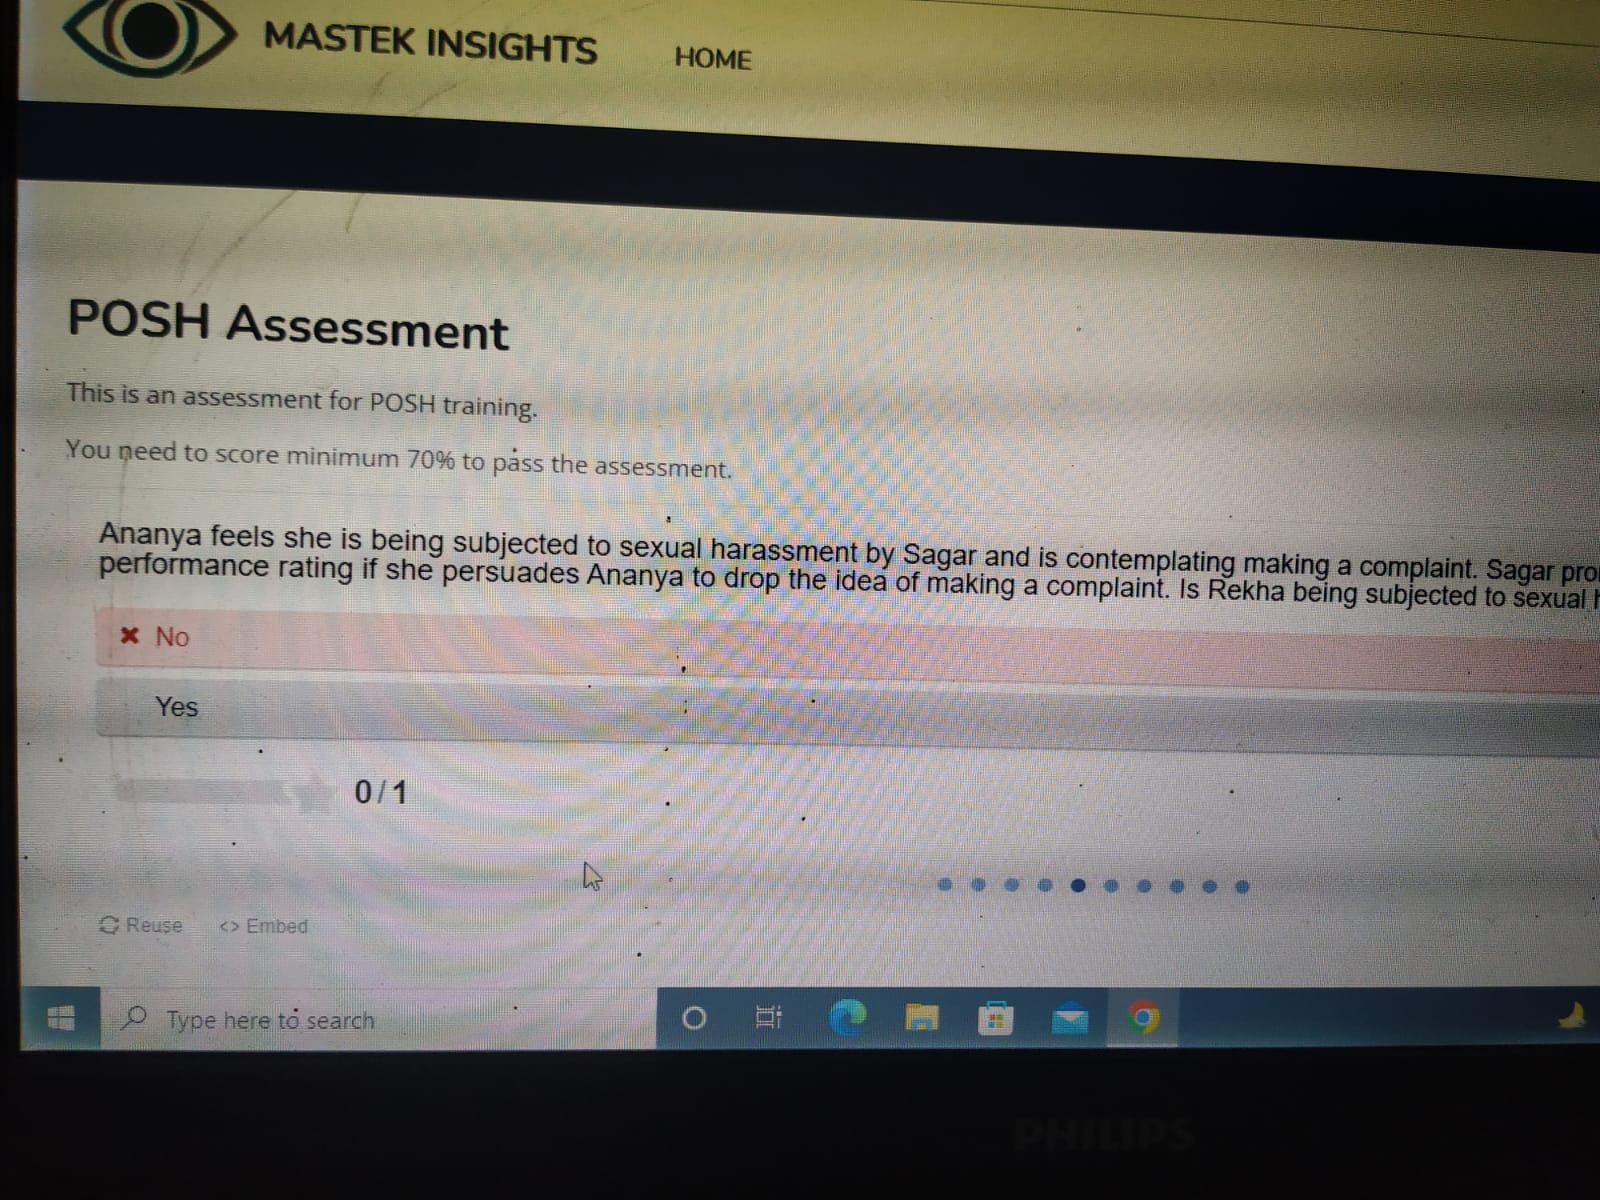 MASTEK INSIGHTS HOME
POSH Assessment
This is an assessment for POSH training.
You need to score minimum 70% to pass the assessment.
Ananya feels she is being subjected to sexual harassment by Sagar and is contemplating making a complaint. Sagar
performance rating if she persuades Ananya to drop the idea of making a complaint. Is Rekha being subjected to sexual
No
Yes
0/1
Reuse <> Embed
Type here to search
PHILIPS